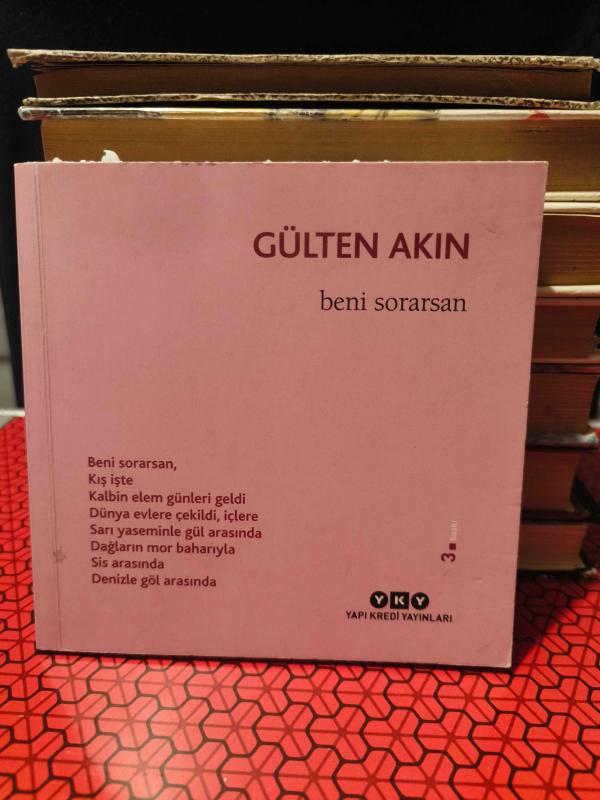 GÜLTEN AKIN
beni sorarsan
Beni sorarsan,
Kış işte
Kalbin elem günleri geldi
Dünya evlere çekildi, içlere
Sarı yaseminle gül arasında
Dağların mor baharıyla
Sis arasında
Denizle göl arasında
3. baskı
YKY
YAPI KREDİ YAYINLARI